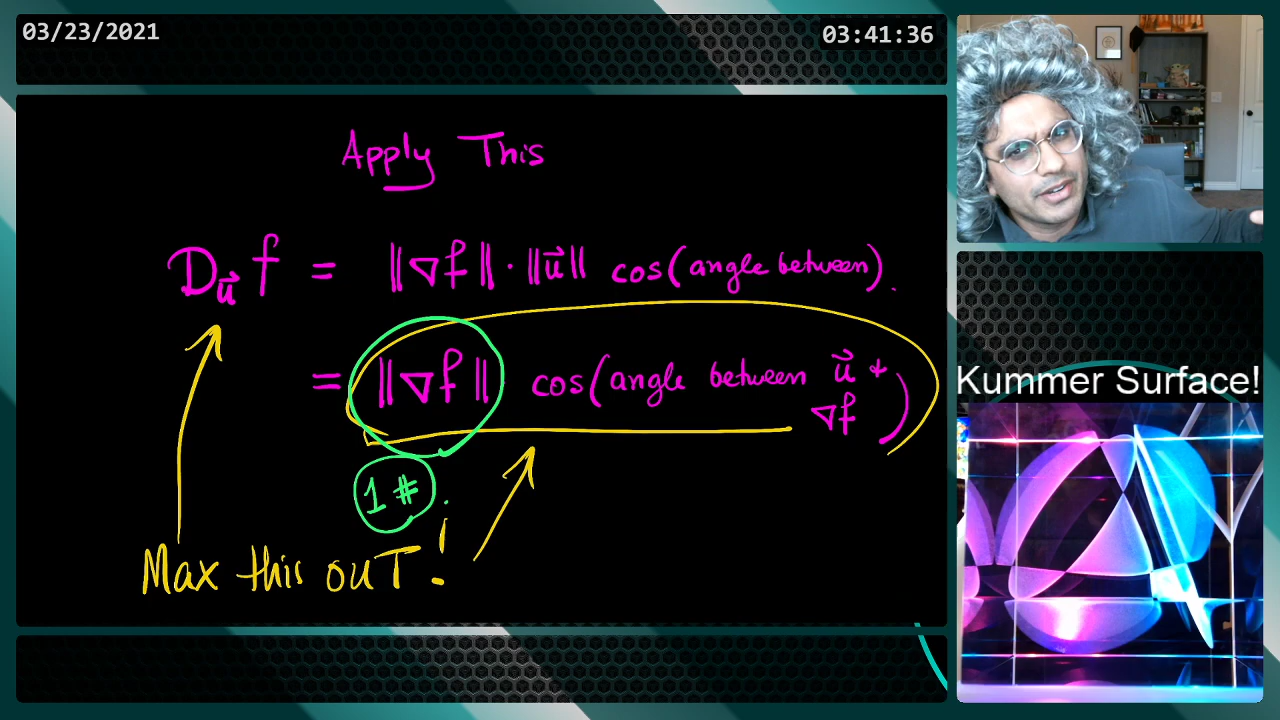 03/23/2021
03:41:36
Apply This
D_u⃗ f = ‖∇f‖ · ‖u⃗‖ cos(angle between).
= ‖∇f‖ cos(angle between u⃗ &
∇f)
1 #
Max this ouT!
Kummer Surface!